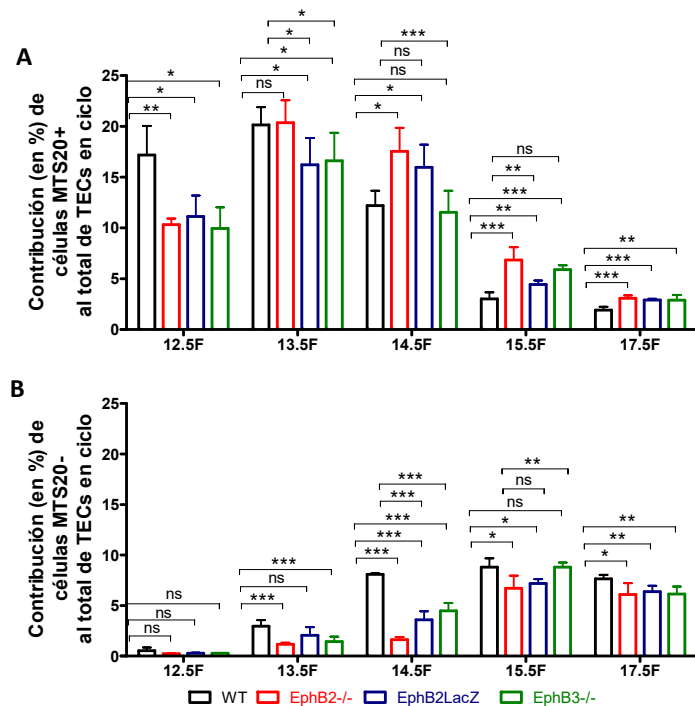 A
Contribución (en %) de
células MTS20+
al total de TECs en ciclo
25
20
15
10
5
0
*
*
**
*
*
*
*
ns
***
ns
ns
*
*
ns
**
***
**
***
**
***
***
12.5F 13.5F 14.5F 15.5F 17.5F
B
Contribución (en %) de
células MTS20-
al total de TECs en ciclo
25
20
15
10
5
0
ns
ns
ns
***
ns
***
***
***
***
***
***
**
ns
ns
*
*
**
**
*
12.5F 13.5F 14.5F 15.5F 17.5F
WT EphB2-/- EphB2LacZ EphB3-/-